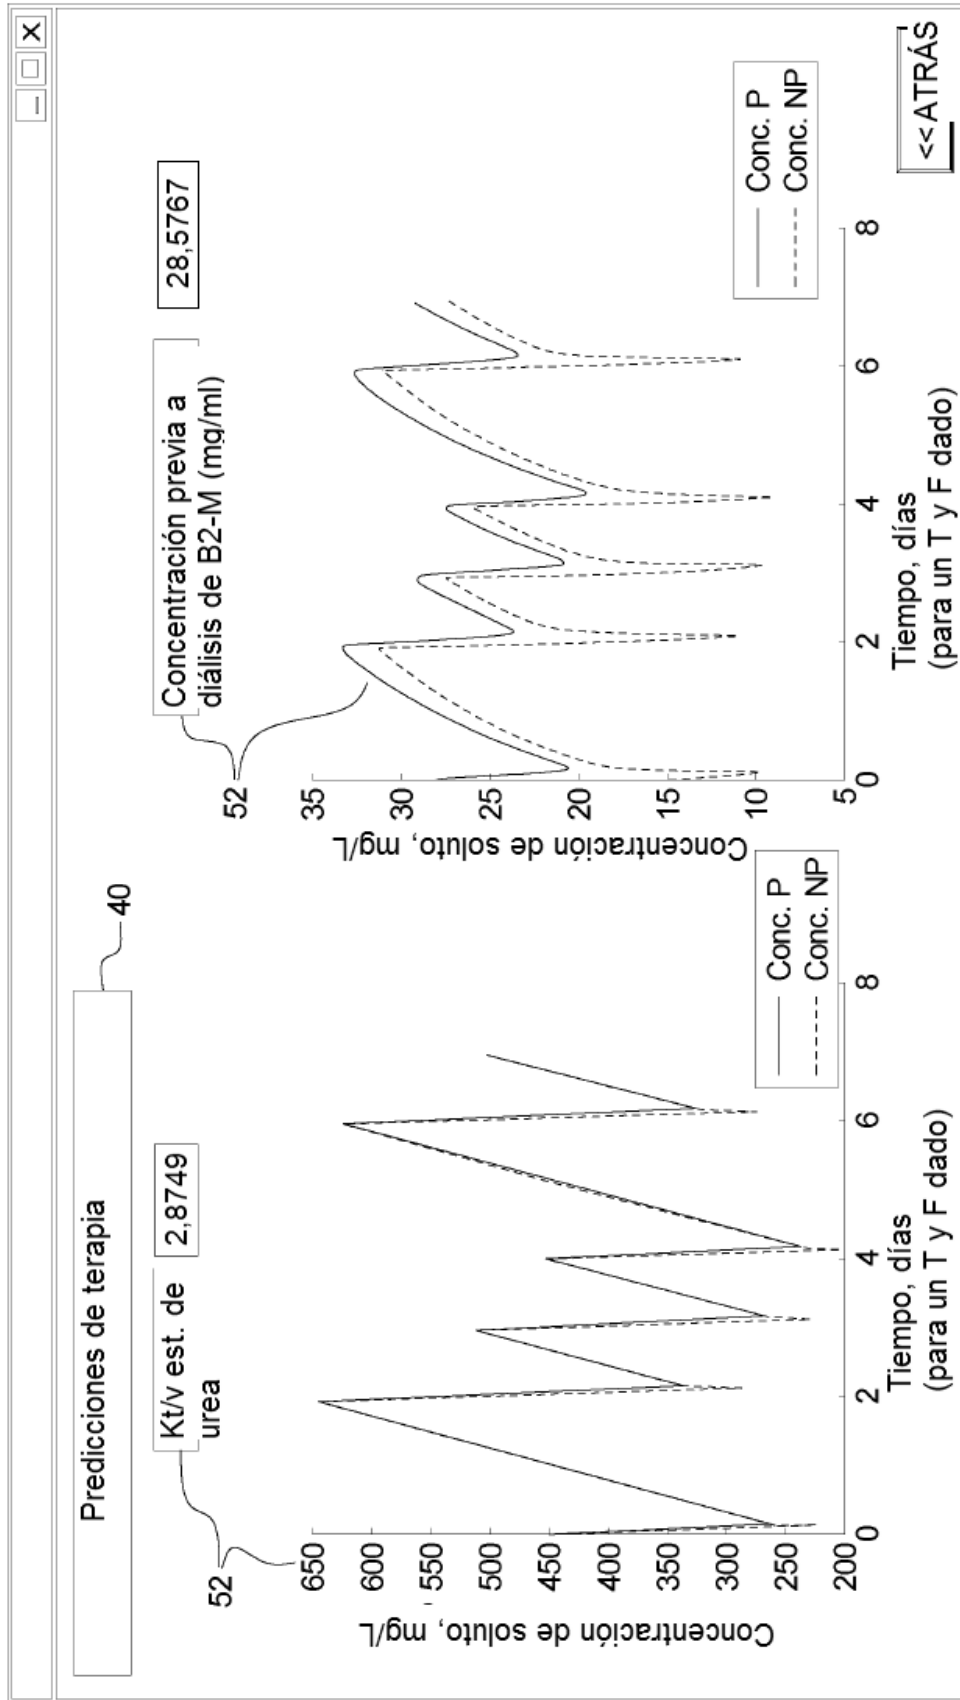 Predicciones de terapia
40
52
Kt/v est. de
urea
2,8749
Concentración de soluto, mg/L
650
600
550
500
450
400
350
300
250
200
0
2
4
6
8
Tiempo, días
(para un T y F dado)
Conc. P
Conc. NP
52
Concentración previa a
diálisis de B2-M (mg/ml)
28,5767
Concentración de soluto, mg/L
35
30
25
20
15
10
5
0
2
4
6
8
Tiempo, días
(para un T y F dado)
Conc. P
Conc. NP
<< ATRÁS